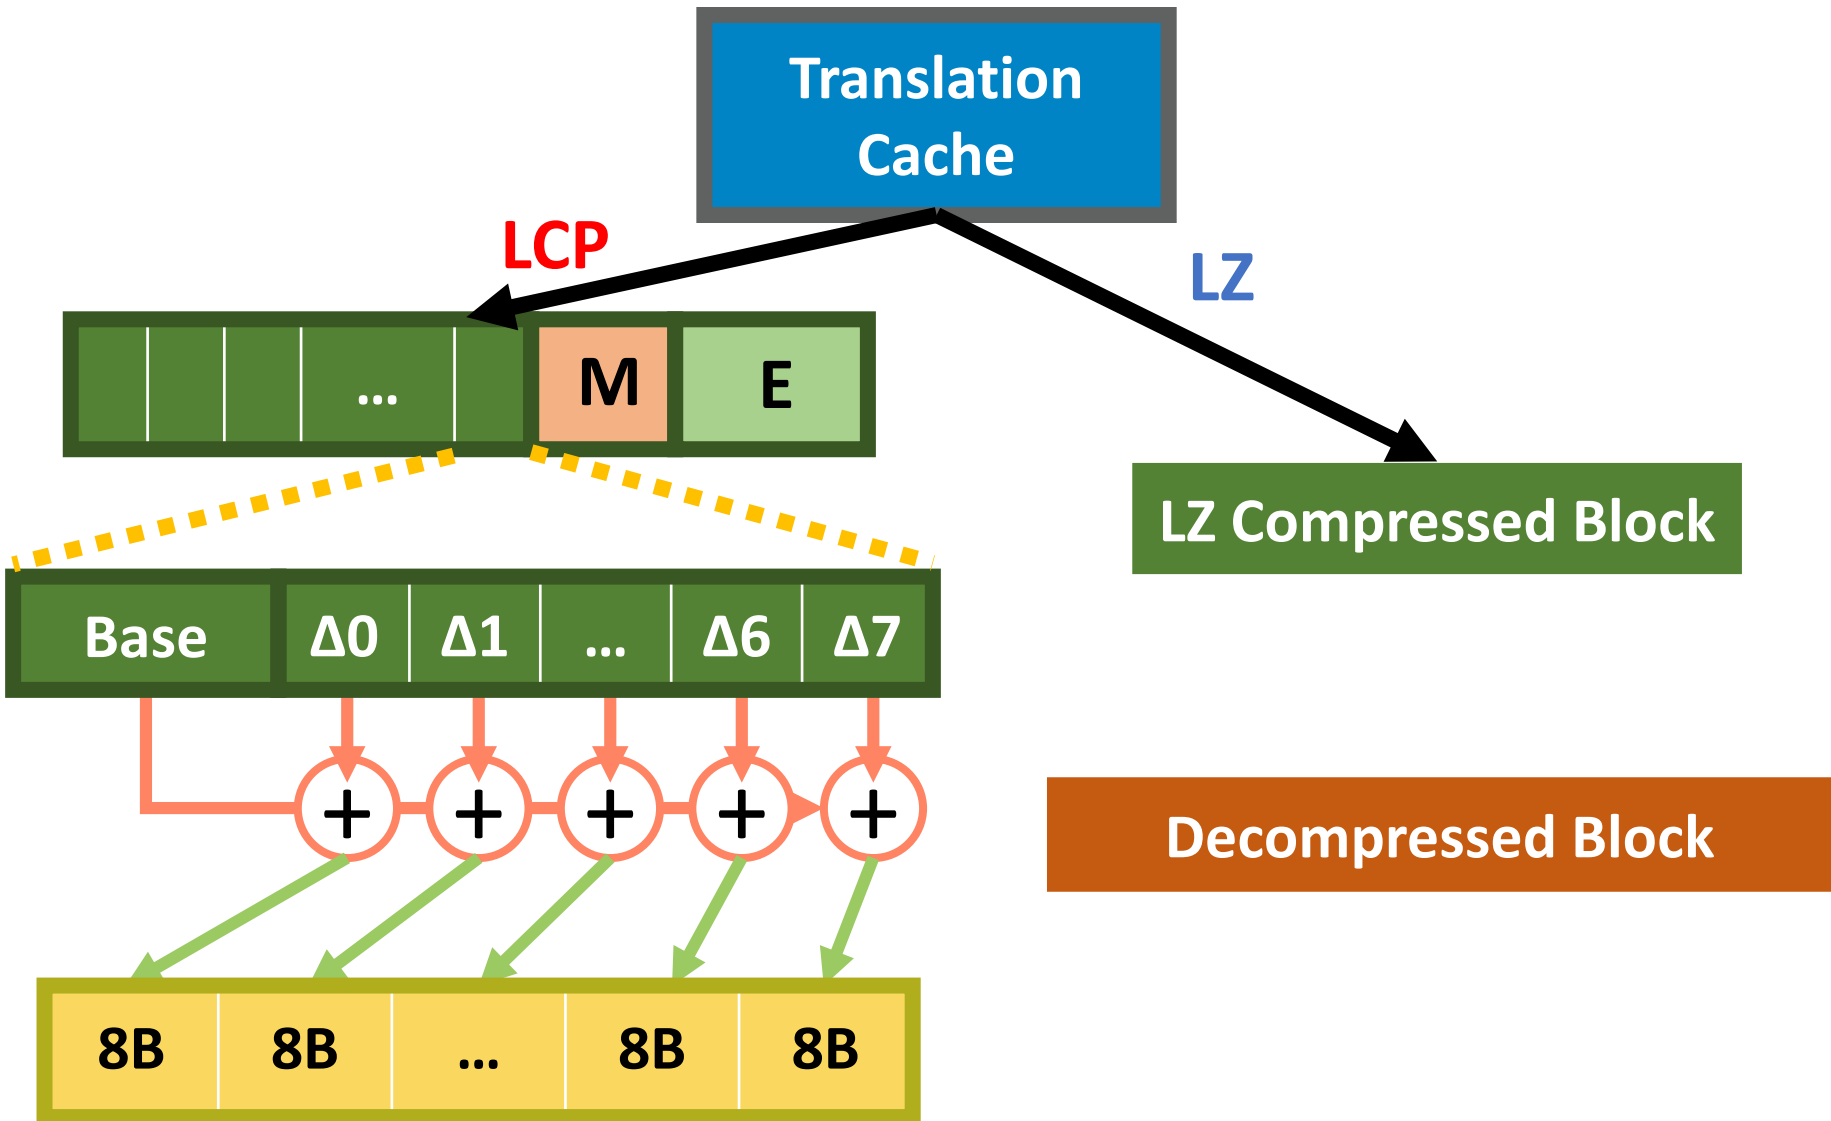 Translation
Cache
LCP
LZ
... M E
LZ Compressed Block
Base Δ0 Δ1 ... Δ6 Δ7
+ + + + +
Decompressed Block
8B 8B ... 8B 8B